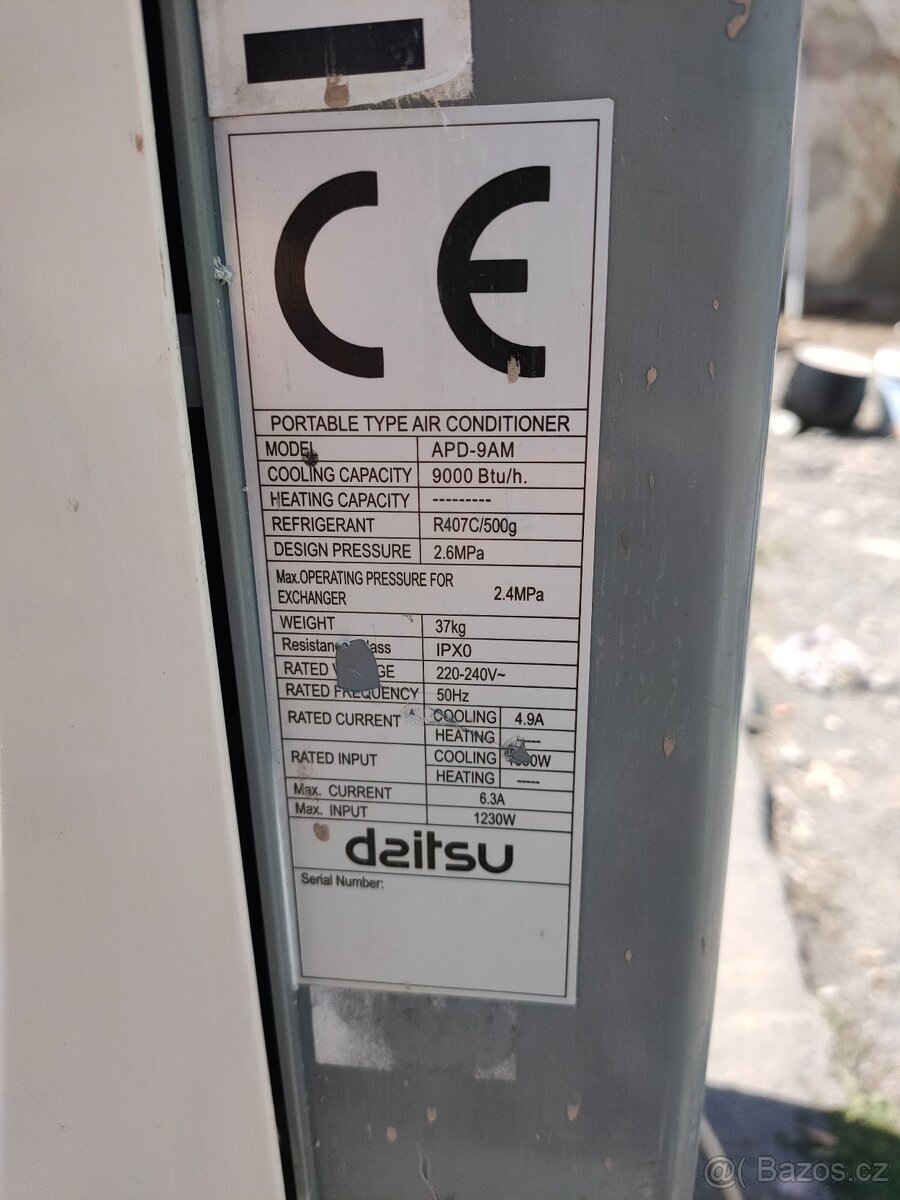 CE
PORTABLE TYPE AIR CONDITIONER
MODEL APD-9AM
COOLING CAPACITY 9000 Btu/h.
HEATING CAPACITY ---------
REFRIGERANT R407C/500g
DESIGN PRESSURE 2.6MPa
Max.OPERATING PRESSURE FOR
EXCHANGER 2.4MPa
WEIGHT 37kg
IPX0
RATED 220-240V~
RATED FREQUENCY 50Hz
RATED CURRENT COOLING 4.9A
HEATING ----
RATED INPUT COOLING
HEATING ----
Max. CURRENT 6.3A
Max. INPUT 1230W
daitsu
Serial Number:
@( Bazos.cz